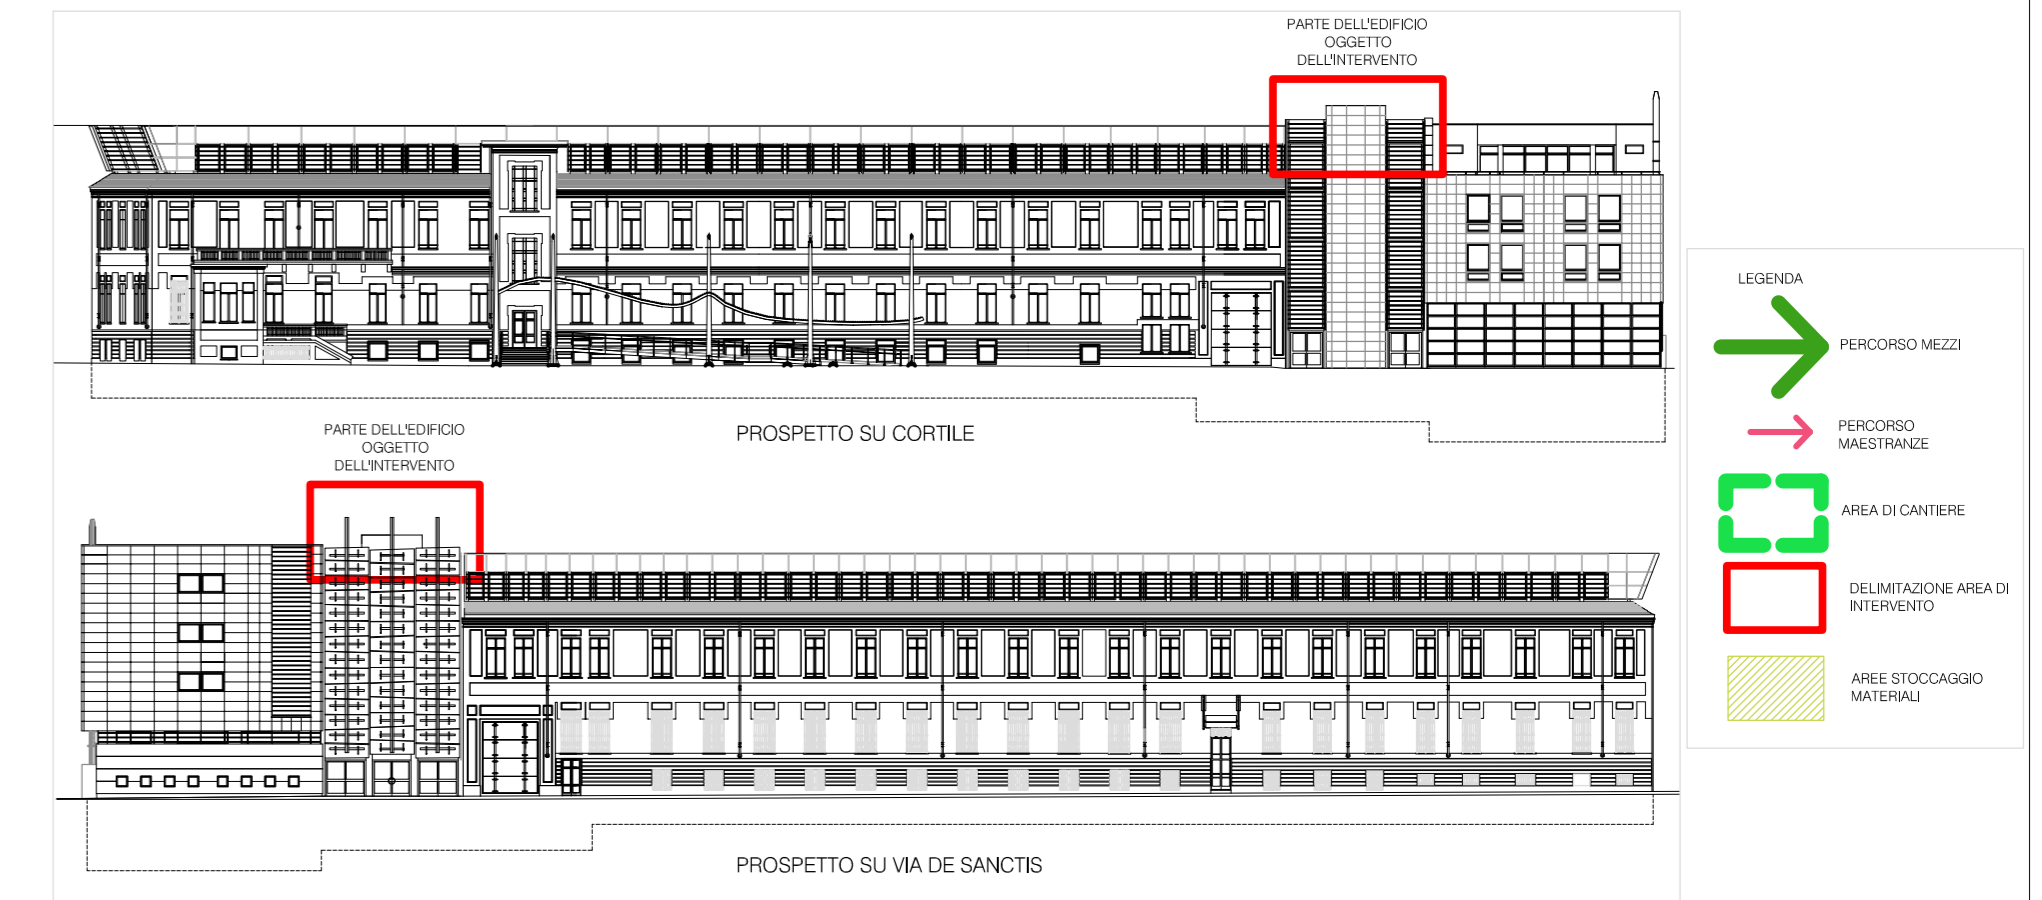 PARTE DELL'EDIFICIO
OGGETTO
DELL'INTERVENTO
PROSPETTO SU CORTILE
PARTE DELL'EDIFICIO
OGGETTO
DELL'INTERVENTO
PROSPETTO SU VIA DE SANCTIS
LEGENDA
PERCORSO MEZZI
PERCORSO
MAESTRANZE
AREA DI CANTIERE
DELIMITAZIONE AREA DI
INTERVENTO
AREE STOCCAGGIO
MATERIALI